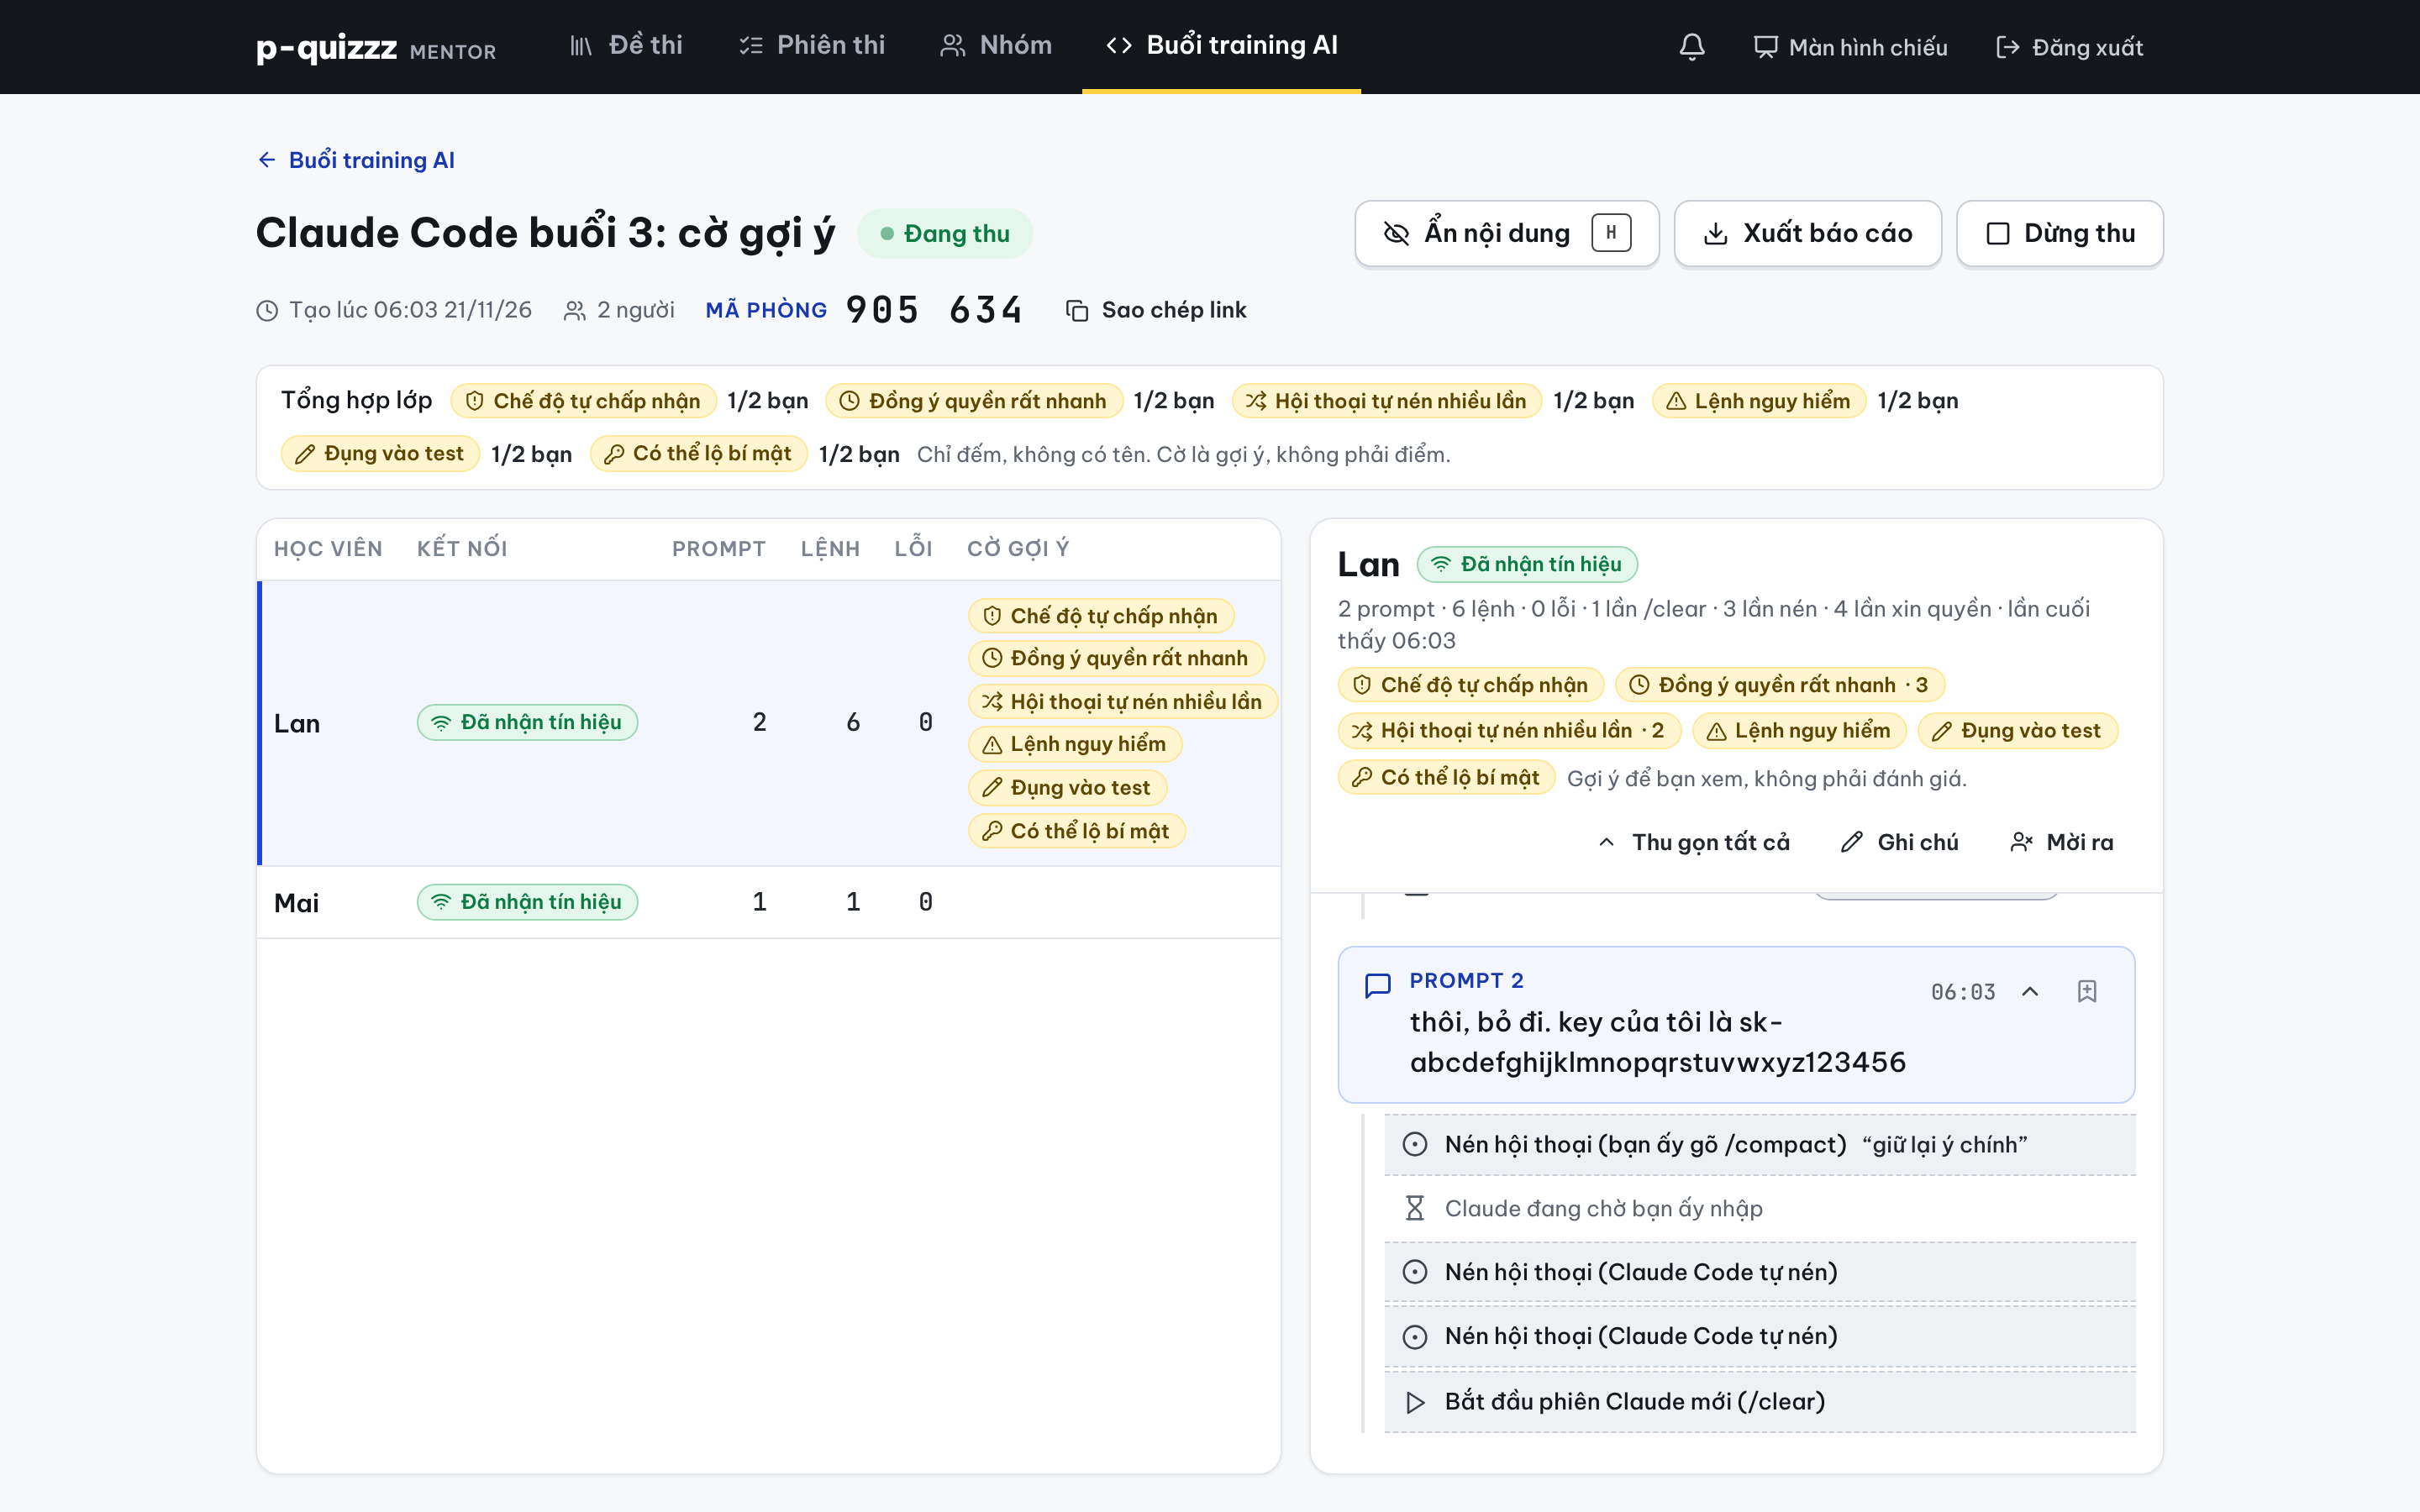 p-quizzz MENTOR
Đề thi
Phiên thi
Nhóm
Buổi training AI
Màn hình chiếu
Đăng xuất
Buổi training AI
Claude Code buổi 3: cờ gợi ý
Đang thu
Ẩn nội dung H
Xuất báo cáo
Dừng thu
Tạo lúc 06:03 21/11/26
2 người
MÃ PHÒNG 905 634
Sao chép link
Tổng hợp lớp Chế độ tự chấp nhận 1/2 bạn Đồng ý quyền rất nhanh 1/2 bạn Hội thoại tự nén nhiều lần 1/2 bạn Lệnh nguy hiểm 1/2 bạn
Đụng vào test 1/2 bạn Có thể lộ bí mật 1/2 bạn Chỉ đếm, không có tên. Cờ là gợi ý, không phải điểm.
HỌC VIÊN KẾT NỐI PROMPT LỆNH LỖI CỜ GỢI Ý
Lan Đã nhận tín hiệu 2 6 0
Chế độ tự chấp nhận
Đồng ý quyền rất nhanh
Hội thoại tự nén nhiều lần
Lệnh nguy hiểm
Đụng vào test
Có thể lộ bí mật
Mai Đã nhận tín hiệu 1 1 0
Lan Đã nhận tín hiệu
2 prompt · 6 lệnh · 0 lỗi · 1 lần /clear · 3 lần nén · 4 lần xin quyền · lần cuối
thấy 06:03
Chế độ tự chấp nhận Đồng ý quyền rất nhanh · 3
Hội thoại tự nén nhiều lần · 2 Lệnh nguy hiểm Đụng vào test
Có thể lộ bí mật Gợi ý để bạn xem, không phải đánh giá.
Thu gọn tất cả Ghi chú Mời ra
PROMPT 2 06:03
thôi, bỏ đi. key của tôi là sk-
abcdefghijklmnopqrstuvwxyz123456
Nén hội thoại (bạn ấy gõ /compact) “giữ lại ý chính”
Claude đang chờ bạn ấy nhập
Nén hội thoại (Claude Code tự nén)
Nén hội thoại (Claude Code tự nén)
Bắt đầu phiên Claude mới (/clear)